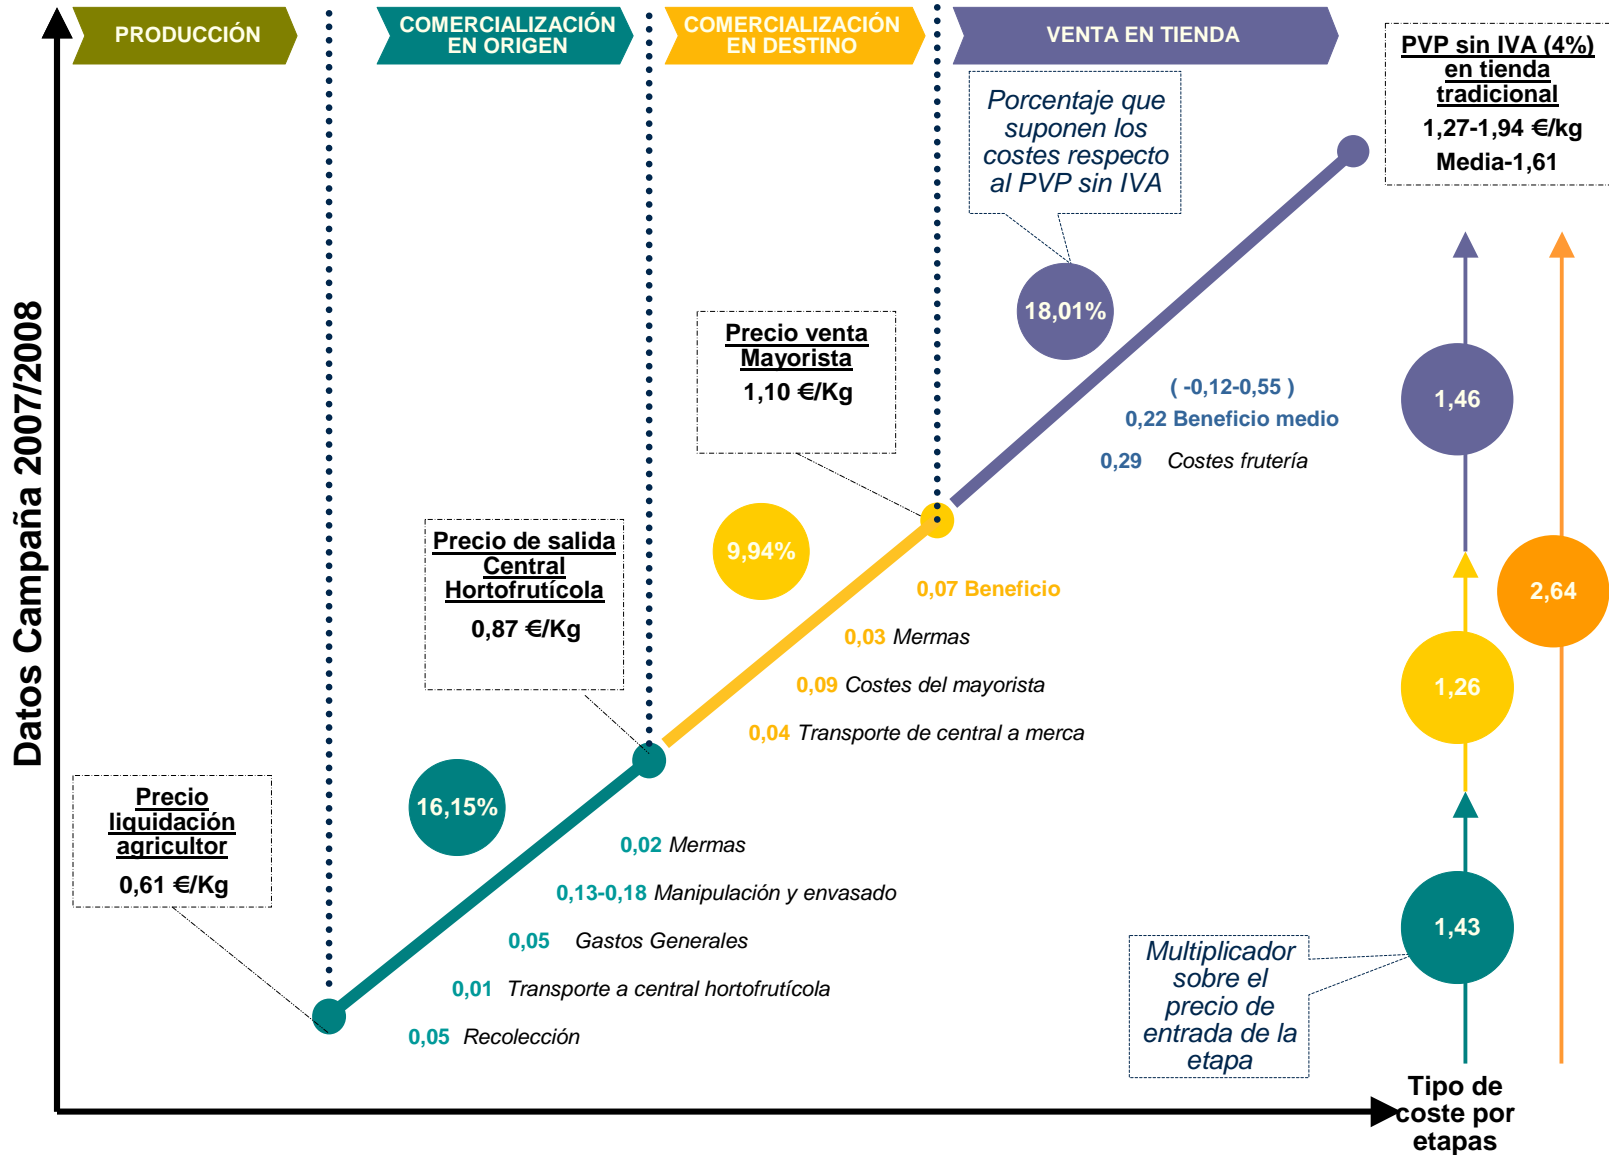 PRODUCCIÓN
COMERCIALIZACIÓN
EN ORIGEN
COMERCIALIZACIÓN
EN DESTINO
VENTA EN TIENDA
PVP sin IVA (4%)
en tienda
tradicional
1,27-1,94 €/kg
Media-1,61
Porcentaje que
suponen los
costes respecto
al PVP sin IVA
18,01%
Datos Campaña 2007/2008
Precio venta
Mayorista
1,10 €/Kg
( -0,12-0,55 )
0,22 Beneficio medio
0,29 Costes frutería
1,46
Precio de salida
Central
Hortofrutícola
0,87 €/Kg
9,94%
0,07 Beneficio
0,03 Mermas
0,09 Costes del mayorista
0,04 Transporte de central a merca
2,64
1,26
Precio
liquidación
agricultor
0,61 €/Kg
16,15%
0,02 Mermas
0,13-0,18 Manipulación y envasado
0,05 Gastos Generales
0,01 Transporte a central hortofrutícola
0,05 Recolección
1,43
Multiplicador
sobre el
precio de
entrada de la
etapa
Tipo de
coste por
etapas